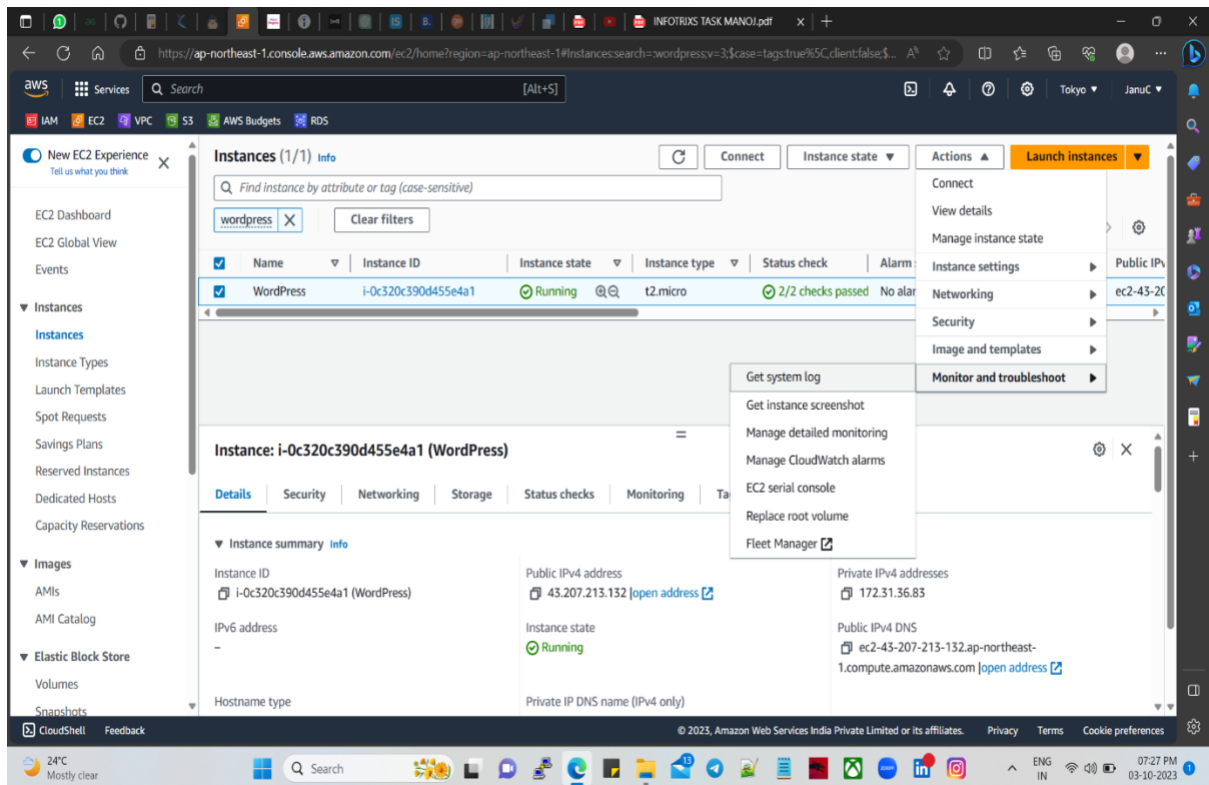 INFOTRIXS TASK MANOJ.pdf
https://ap-northeast-1.console.aws.amazon.com/ec2/home?region=ap-northeast-1#Instances:search=:wordpress;v=3;$case=tags:true%5C,client:false;$...
aws Services Search [Alt+S] Tokyo ▼ JanuC ▼
IAM EC2 VPC S3 AWS Budgets RDS
New EC2 Experience
Tell us what you think
EC2 Dashboard
EC2 Global View
Events
▼ Instances
Instances
Instance Types
Launch Templates
Spot Requests
Savings Plans
Reserved Instances
Dedicated Hosts
Capacity Reservations
▼ Images
AMIs
AMI Catalog
▼ Elastic Block Store
Volumes
Snapshots
Instances (1/1) Info
Connect Instance state ▼ Actions ▲ Launch instances ▼
Find instance by attribute or tag (case-sensitive)
wordpress Clear filters
Name Instance ID Instance state Instance type Status check Alarm Public IPv
WordPress i-0c320c390d455e4a1 Running t2.micro 2/2 checks passed No alar ec2-43-20
Connect
View details
Manage instance state
Instance settings
Networking
Security
Image and templates
Monitor and troubleshoot
Get system log
Get instance screenshot
Manage detailed monitoring
Manage CloudWatch alarms
EC2 serial console
Replace root volume
Fleet Manager
Instance: i-0c320c390d455e4a1 (WordPress)
Details Security Networking Storage Status checks Monitoring Ta
▼ Instance summary Info
Instance ID
i-0c320c390d455e4a1 (WordPress)
Public IPv4 address
43.207.213.132 |open address
Private IPv4 addresses
172.31.36.83
IPv6 address
–
Instance state
Running
Public IPv4 DNS
ec2-43-207-213-132.ap-northeast-
1.compute.amazonaws.com |open address
Hostname type
Private IP DNS name (IPv4 only)
CloudShell Feedback © 2023, Amazon Web Services India Private Limited or its affiliates. Privacy Terms Cookie preferences
24°C
Mostly clear
Search
13
ENG
IN
07:27 PM
03-10-2023
1